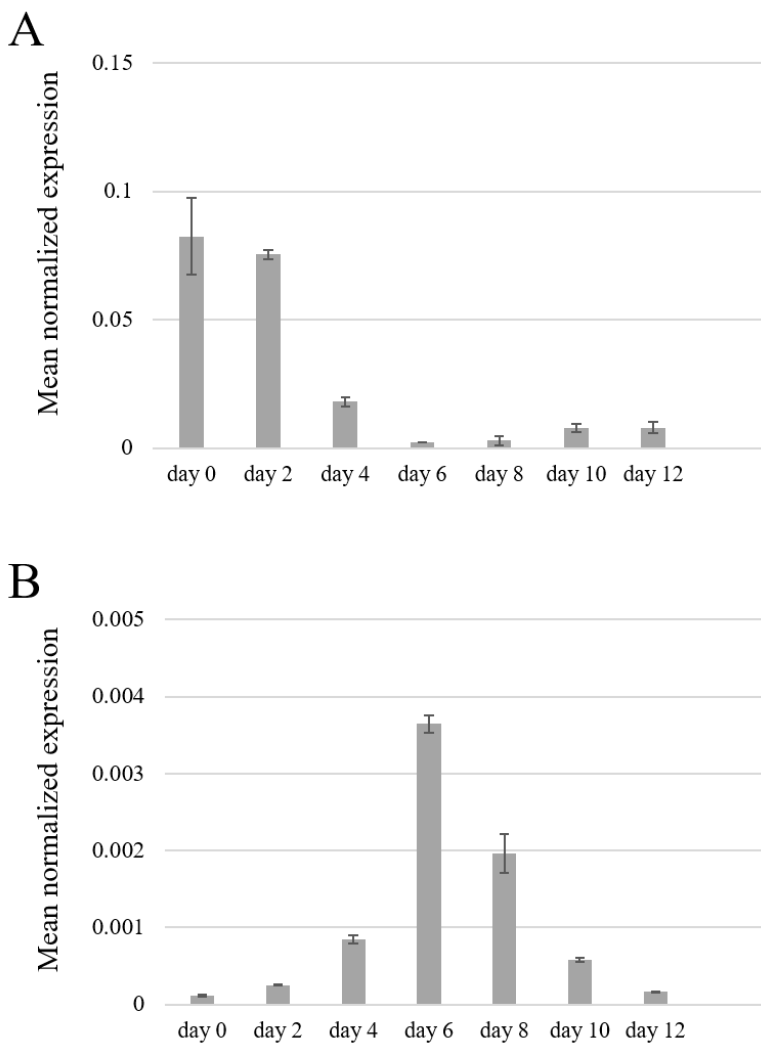 A
Mean normalized expression
0.15
0.1
0.05
0
day 0 day 2 day 4 day 6 day 8 day 10 day 12
B
Mean normalized expression
0.005
0.004
0.003
0.002
0.001
0
day 0 day 2 day 4 day 6 day 8 day 10 day 12